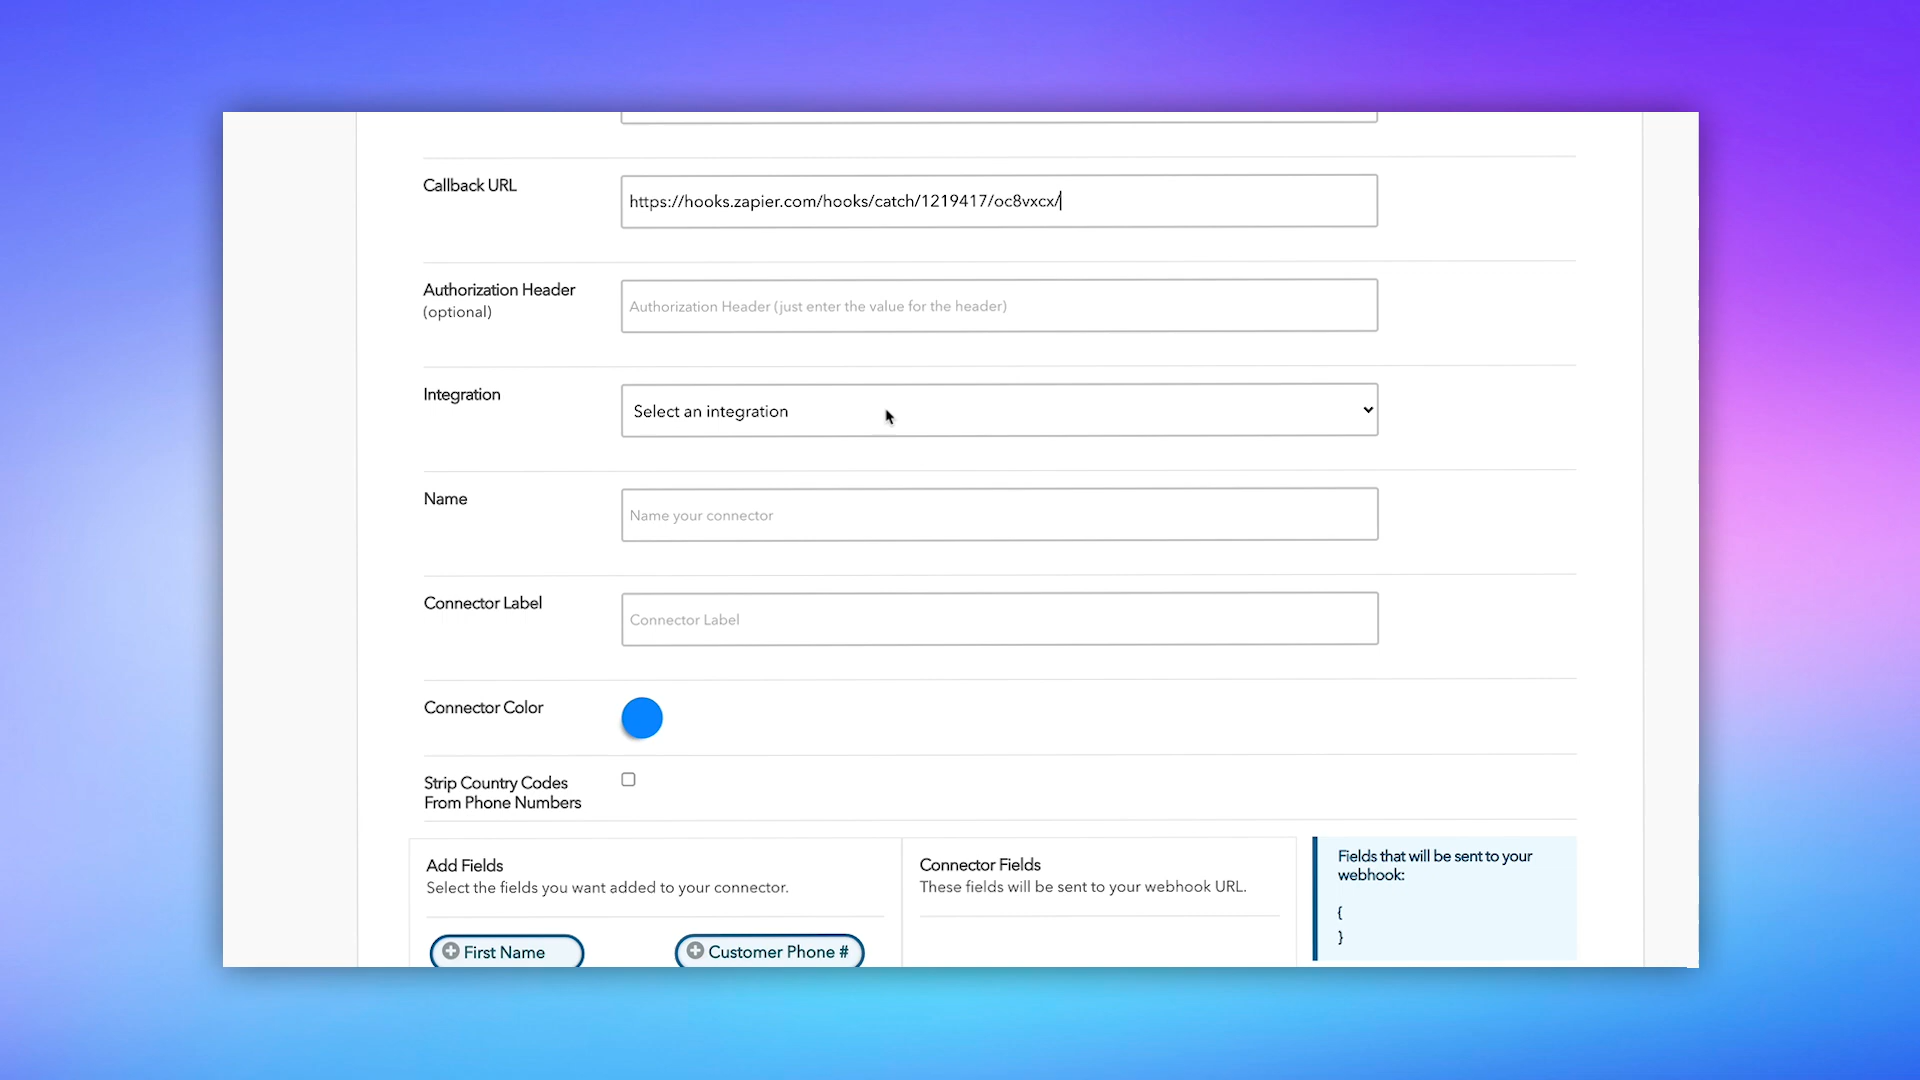 Callback URL
https://hooks.zapier.com/hooks/catch/1219417/oc8vxcx/
Authorization Header
(optional)
Authorization Header (just enter the value for the header)
Integration
Select an integration
Name
Name your connector
Connector Label
Connector Label
Connector Color
Strip Country Codes
From Phone Numbers
Add Fields
Select the fields you want added to your connector.
First Name
Customer Phone #
Connector Fields
These fields will be sent to your webhook URL.
Fields that will be sent to your
webhook:
{
}